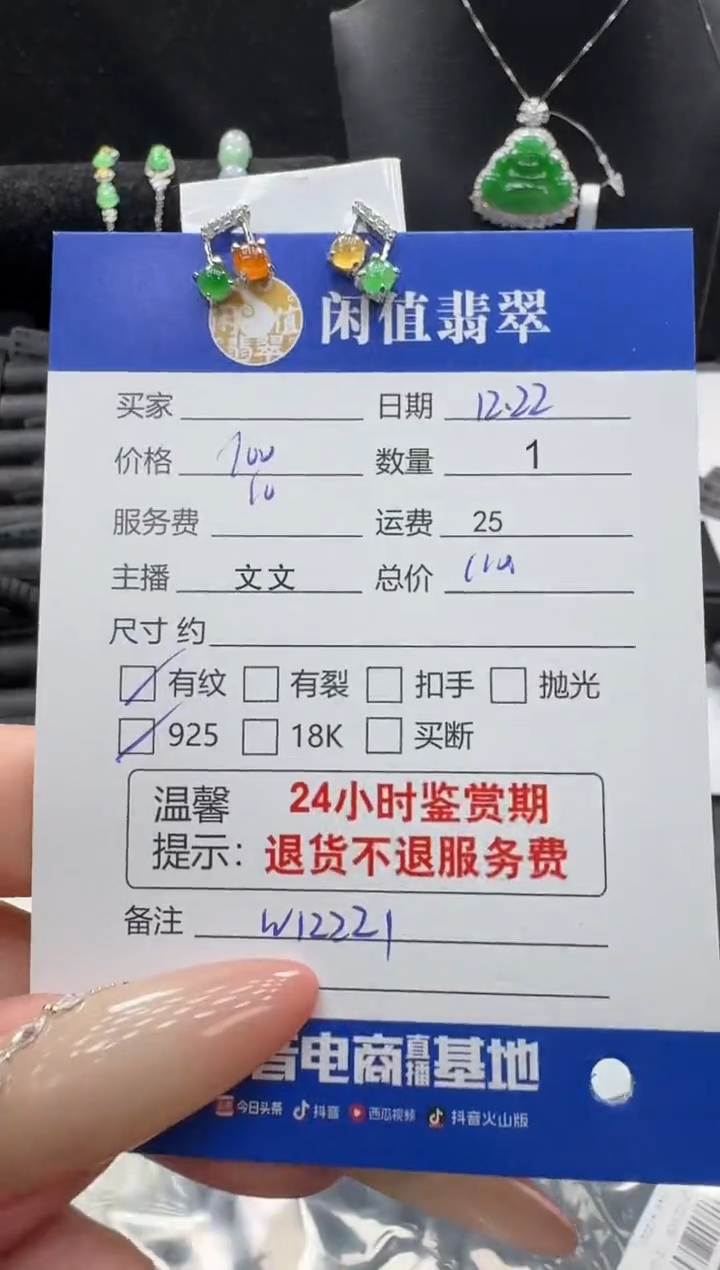 闲值翡翠
买家 日期 12.22
价格 数量 1
10
服务费 运费 25
主播 文文 总价
尺寸 约
有纹 有裂 扣手 抛光
925 18K 买断
温馨提示: 24小时鉴赏期
退货不退服务费
备注 W12221
音电商直播基地
今日头条 抖音 西瓜视频 抖音火山版